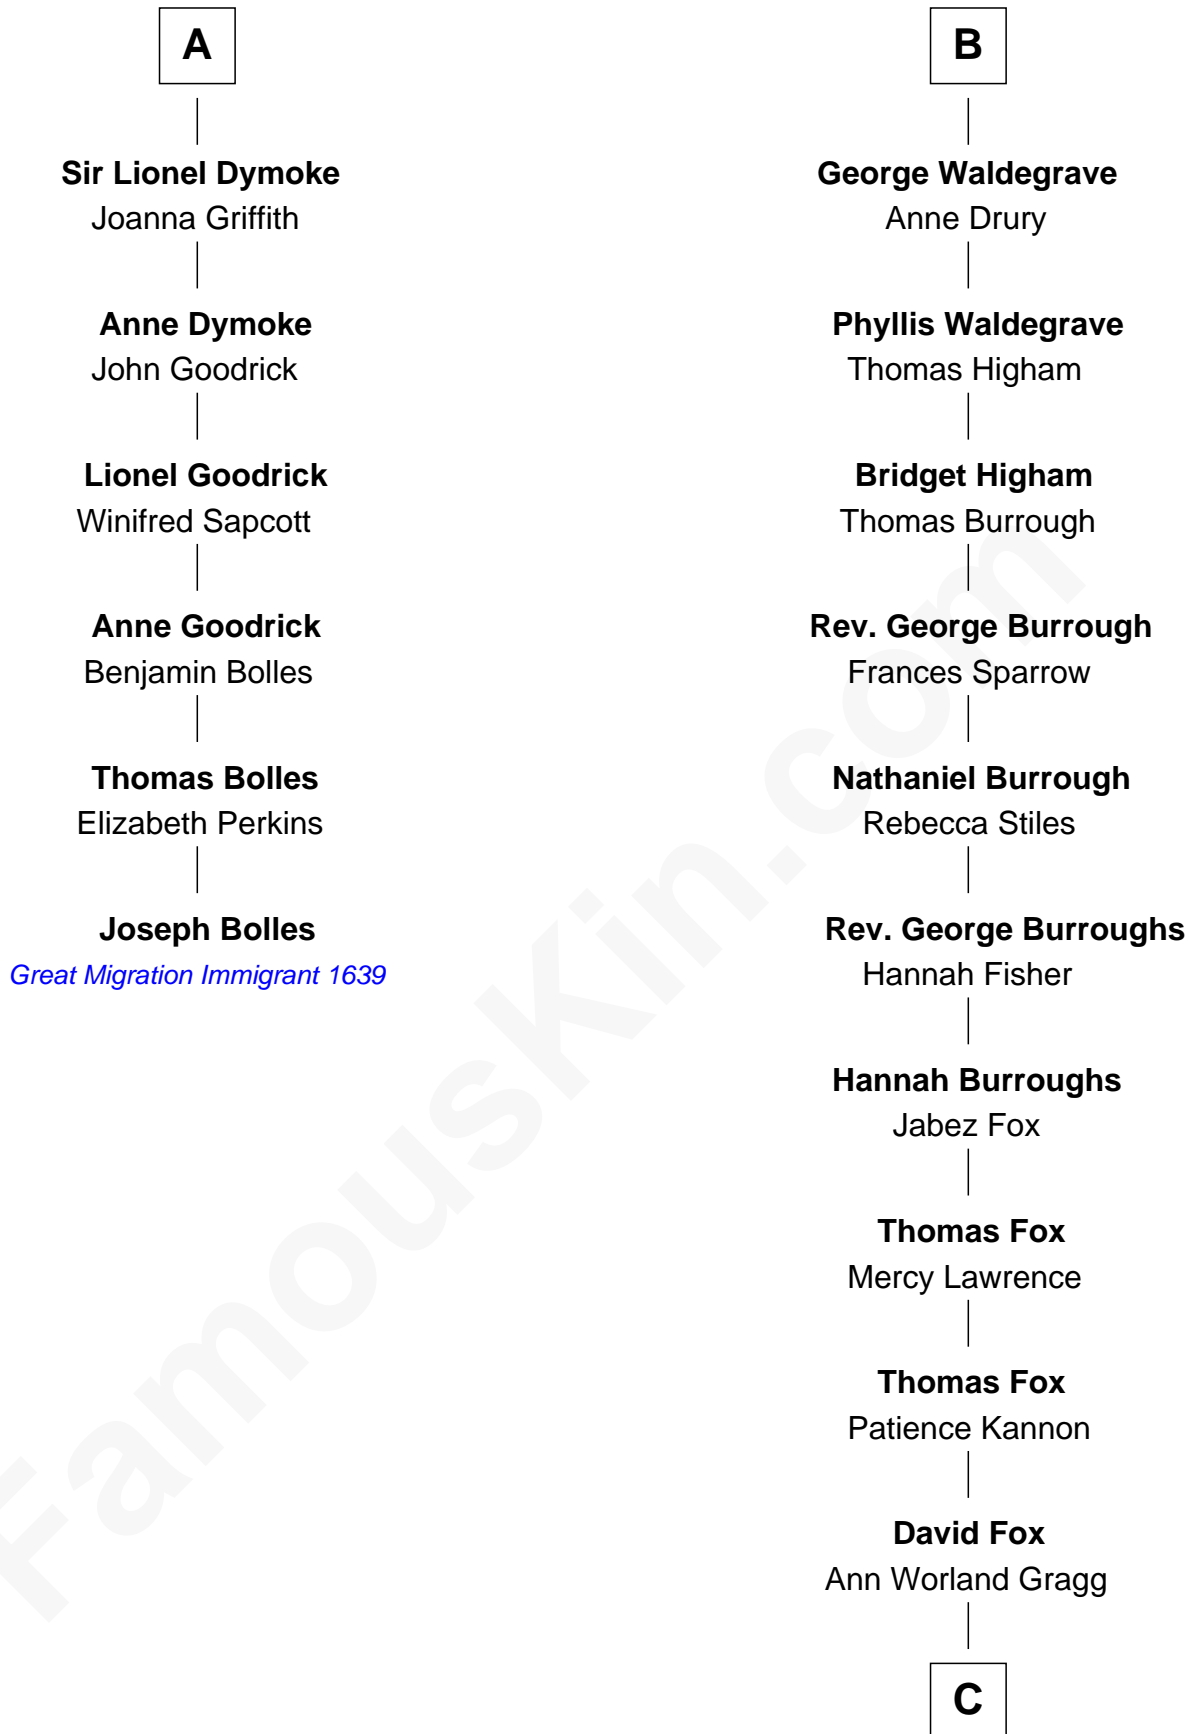 A
Sir Lionel Dymoke
Joanna Griffith
Anne Dymoke
John Goodrick
Lionel Goodrick
Winifred Sapcott
Anne Goodrick
Benjamin Bolles
Thomas Bolles
Elizabeth Perkins
Joseph Bolles
Great Migration Immigrant 1639
B
George Waldegrave
Anne Drury
Phyllis Waldegrave
Thomas Higham
Bridget Higham
Thomas Burrough
Rev. George Burrough
Frances Sparrow
Nathaniel Burrough
Rebecca Stiles
Rev. George Burroughs
Hannah Fisher
Hannah Burroughs
Jabez Fox
Thomas Fox
Mercy Lawrence
Thomas Fox
Patience Kannon
David Fox
Ann Worland Gragg
C
FamousKin.com